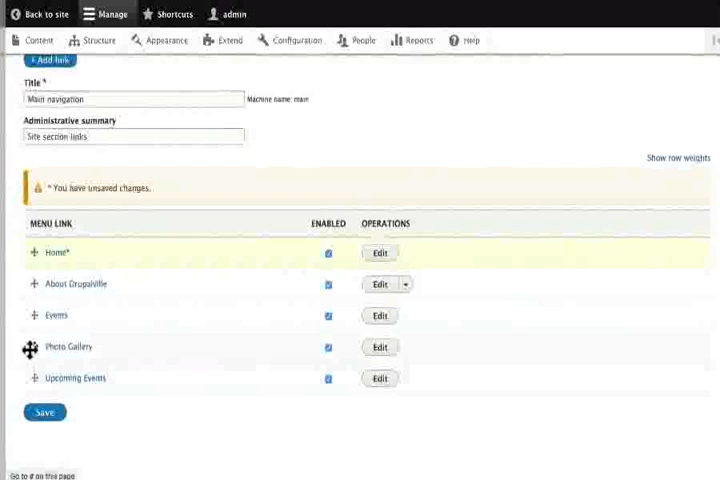 Back to site Manage Shortcuts admin
Content Structure Appearance Extend Configuration People Reports Help
+ Add link
Title *
Main navigation Machine name: main
Administrative summary
Site section links
Show row weights
* You have unsaved changes.
MENU LINK ENABLED OPERATIONS
Home* Edit
About Drupalville Edit
Events Edit
Photo Gallery Edit
Upcoming Events Edit
Save
Go to # on this page